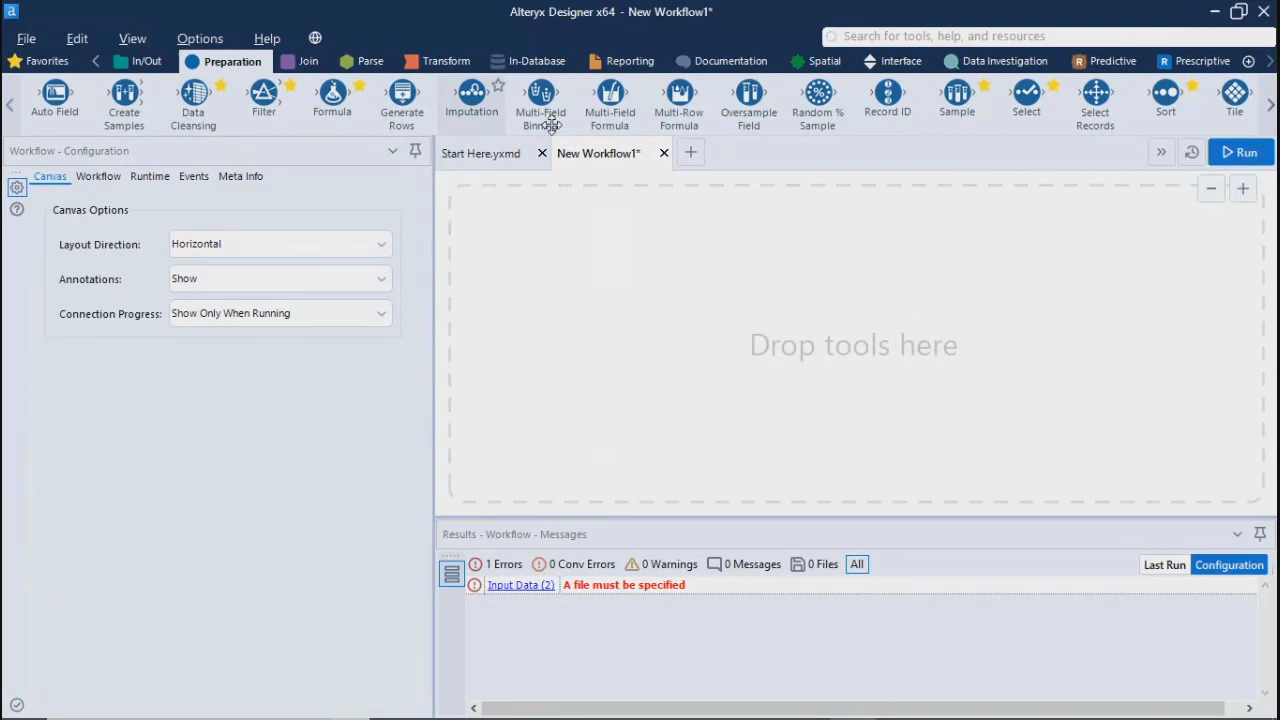 a Alteryx Designer x64 - New Workflow1*
File Edit View Options Help Search for tools, help, and resources
Favorites In/Out Preparation Join Parse Transform In-Database Reporting Documentation Spatial Interface Data Investigation Predictive Prescriptive
Auto Field Create Samples Data Cleansing Filter Formula Generate Rows Imputation Multi-Field Multi-Field Formula Multi-Row Formula Oversample Field Random % Sample Record ID Sample Select Select Records Sort Tile
Workflow - Configuration
Start Here.yxmd New Workflow1* Run
Canvas Workflow Runtime Events Meta Info
Canvas Options
Layout Direction: Horizontal
Annotations: Show
Connection Progress: Show Only When Running
Drop tools here
Results - Workflow - Messages
1 Errors 0 Conv Errors 0 Warnings 0 Messages 0 Files All Last Run Configuration
Input Data (2) A file must be specified